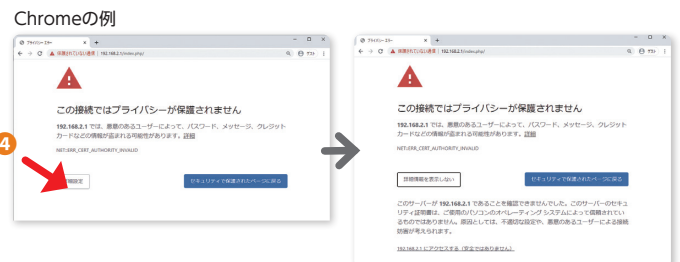 Chromeの例
プライバシー エラー
保護されていない通信 | 192.168.2.1/index.php/
この接続ではプライバシーが保護されません
192.168.2.1 では、悪意のあるユーザーによって、パスワード、メッセージ、クレジット
カードなどの情報が盗まれる可能性があります。詳細
NET::ERR_CERT_AUTHORITY_INVALID
4
細設定
セキュリティで保護されたページに戻る
プライバシー エラー
保護されていない通信 | 192.168.2.1/index.php/
この接続ではプライバシーが保護されません
192.168.2.1 では、悪意のあるユーザーによって、パスワード、メッセージ、クレジット
カードなどの情報が盗まれる可能性があります。詳細
NET::ERR_CERT_AUTHORITY_INVALID
詳細情報を表示しない
セキュリティで保護されたページに戻る
このサーバーが 192.168.2.1 であることを確認できませんでした。このサーバーのセキュ
リティ証明書は、ご使用のパソコンのオペレーティング システムによって信頼されてい
るものではありません。原因としては、不適切な設定や、悪意のあるユーザーによる接続
妨害が考えられます。
192.168.2.1 にアクセスする（安全ではありません）